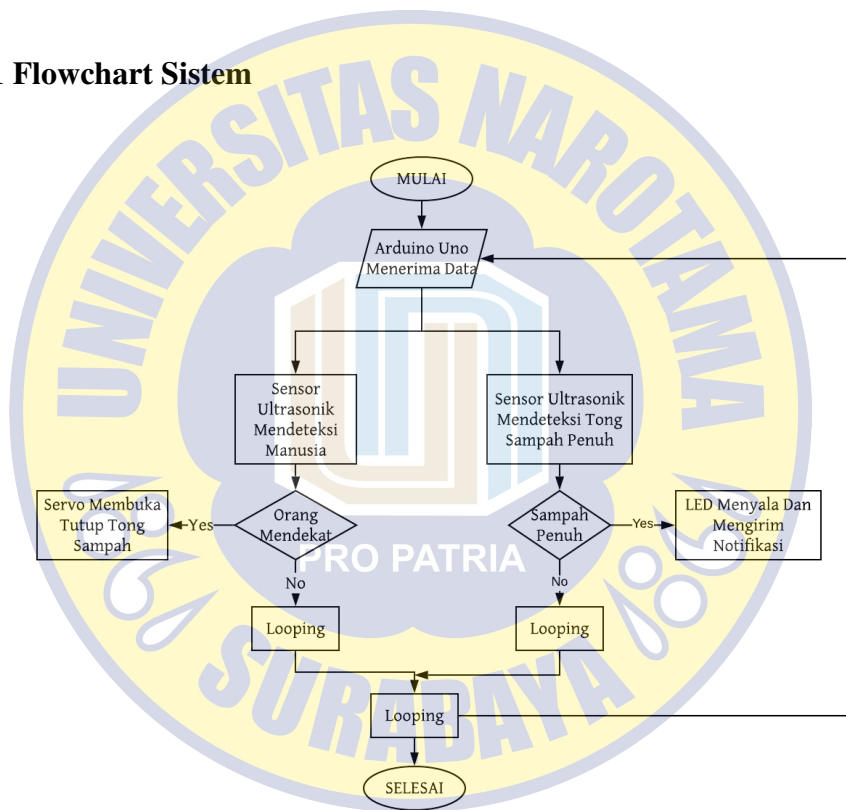 Flowchart Sistem
UNIVERSITAS NAROTAMA
MULAI
Arduino Uno
Menerima Data
Sensor
Ultrasonik
Mendeteksi
Manusia
Sensor Ultrasonik
Mendeteksi Tong
Sampah Penuh
Servo Membuka
Tutup Tong
Sampah
Yes
Orang
Mendekat
Sampah
Penuh
Yes
LED Menyala Dan
Mengirim
Notifikasi
PRO PATRIA
No
No
Looping
Looping
Looping
SURABAYA
SELESAI